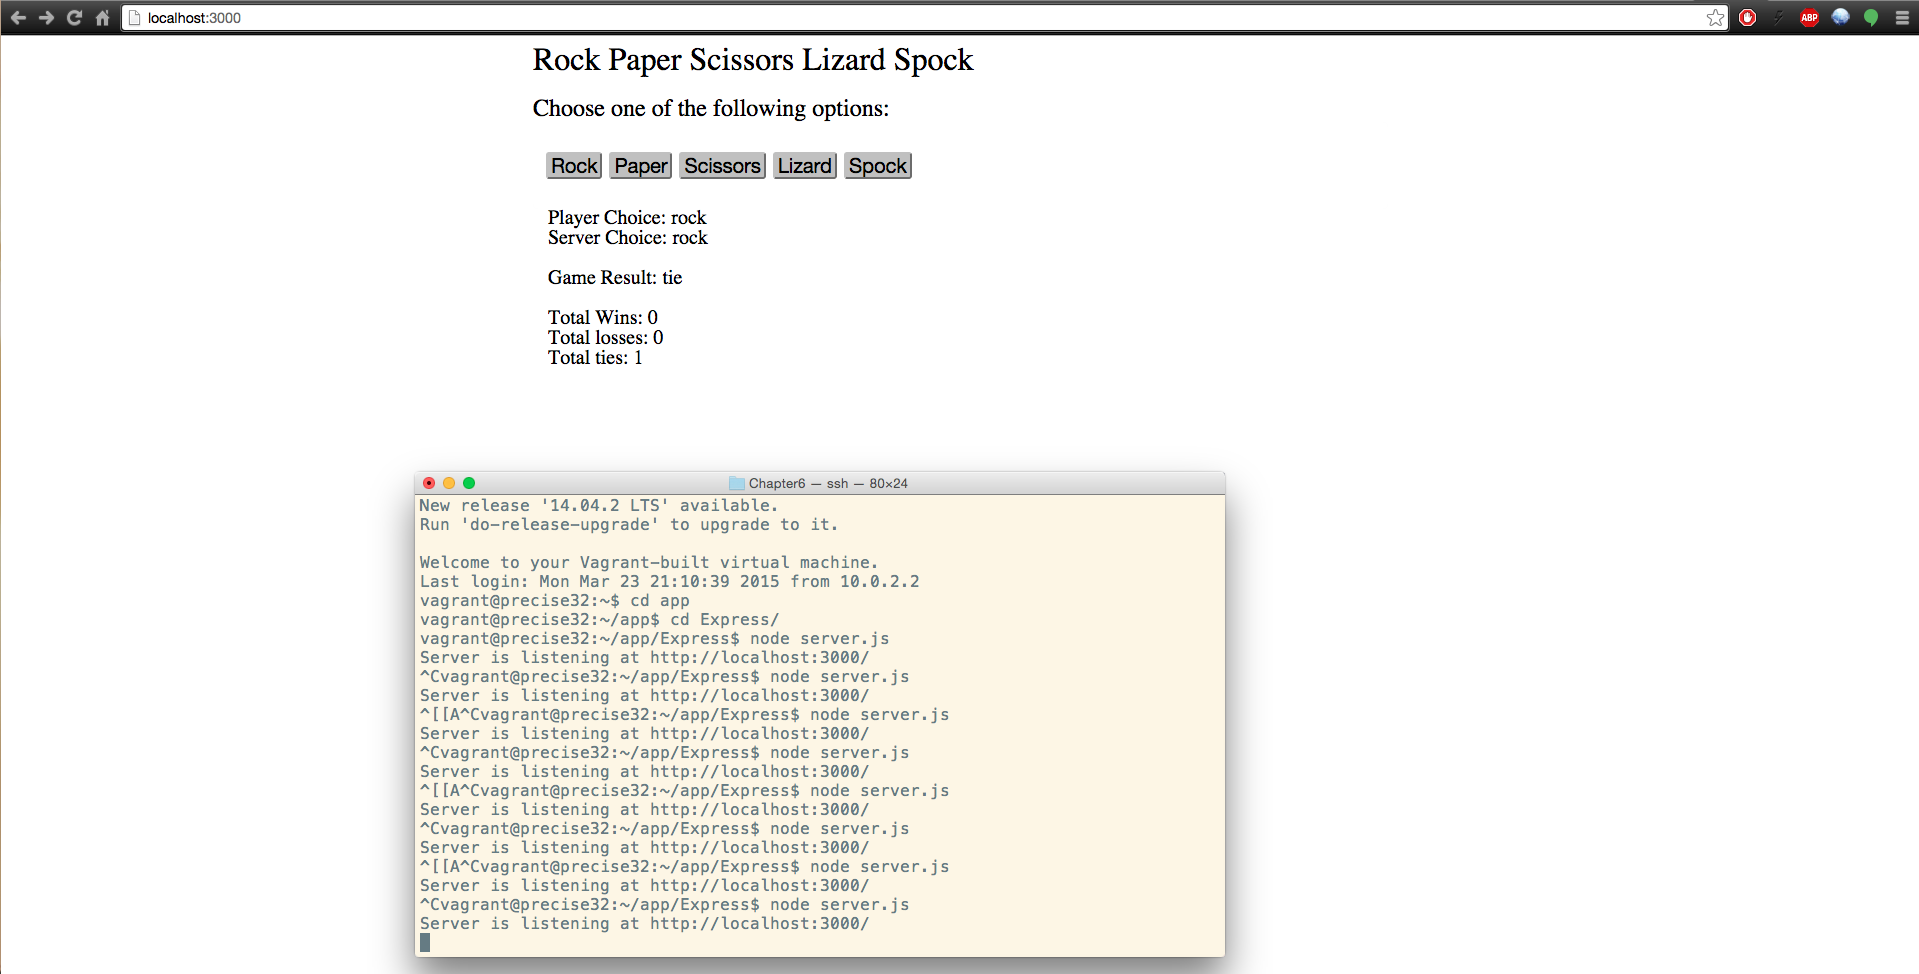 localhost:3000
ABP
Rock Paper Scissors Lizard Spock
Choose one of the following options:
Rock Paper Scissors Lizard Spock
Player Choice: rock
Server Choice: rock
Game Result: tie
Total Wins: 0
Total losses: 0
Total ties: 1
Chapter6 — ssh — 80×24
New release '14.04.2 LTS' available.
Run 'do-release-upgrade' to upgrade to it.
Welcome to your Vagrant-built virtual machine.
Last login: Mon Mar 23 21:10:39 2015 from 10.0.2.2
vagrant@precise32:~$ cd app
vagrant@precise32:~/app$ cd Express/
vagrant@precise32:~/app/Express$ node server.js
Server is listening at http://localhost:3000/
^Cvagrant@precise32:~/app/Express$ node server.js
Server is listening at http://localhost:3000/
^[[A^Cvagrant@precise32:~/app/Express$ node server.js
Server is listening at http://localhost:3000/
^Cvagrant@precise32:~/app/Express$ node server.js
Server is listening at http://localhost:3000/
^[[A^Cvagrant@precise32:~/app/Express$ node server.js
Server is listening at http://localhost:3000/
^Cvagrant@precise32:~/app/Express$ node server.js
Server is listening at http://localhost:3000/
^[[A^Cvagrant@precise32:~/app/Express$ node server.js
Server is listening at http://localhost:3000/
^Cvagrant@precise32:~/app/Express$ node server.js
Server is listening at http://localhost:3000/